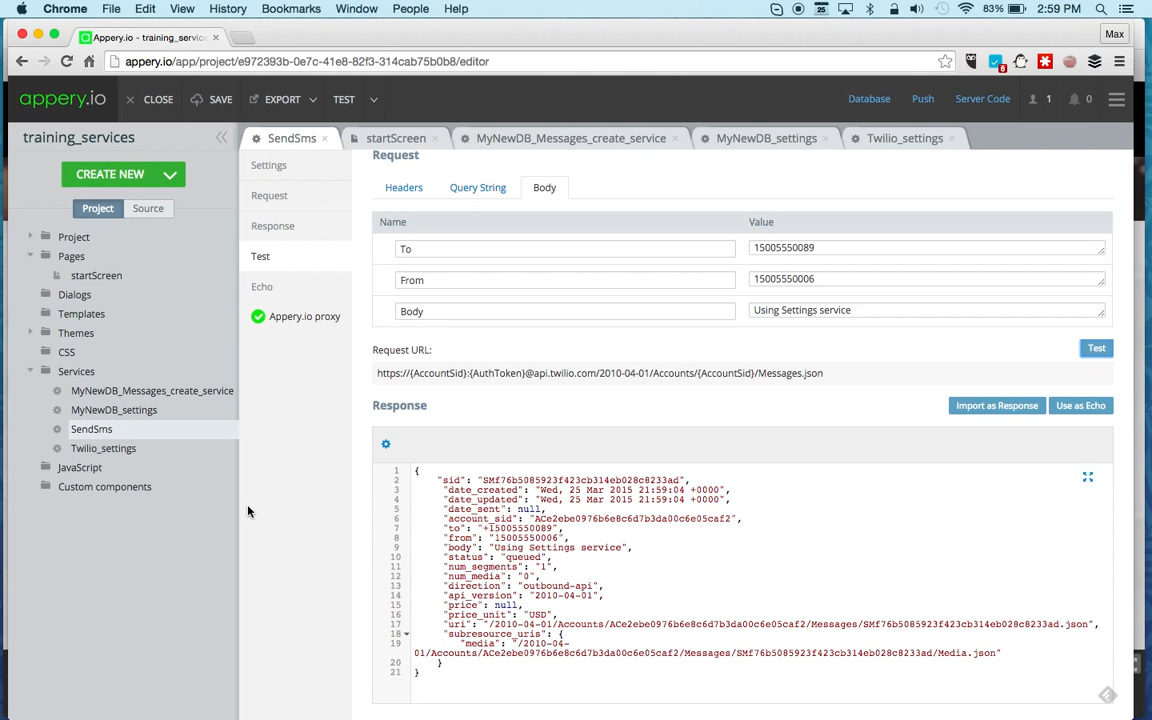 Chrome File Edit View History Bookmarks Window People Help 25 83% 2:59 PM
Appery.io - training_service × Max
appery.io/app/project/e972393b-0e7c-41e8-82f3-314cab75b0b8/editor 6
appery.io × CLOSE SAVE EXPORT TEST Database Push Server Code 1 0
training_services
CREATE NEW
Project Source
Project
Pages
startScreen
Dialogs
Templates
Themes
CSS
Services
MyNewDB_Messages_create_service
MyNewDB_settings
SendSms
Twilio_settings
JavaScript
Custom components
SendSms × startScreen × MyNewDB_Messages_create_service × MyNewDB_settings × Twilio_settings ×
Settings
Request
Response
Test
Echo
Appery.io proxy
Request
Headers Query String Body
Name Value
To 15005550089
From 15005550006
Body Using Settings service
Request URL: Test
https://{AccountSid}:{AuthToken}@api.twilio.com/2010-04-01/Accounts/{AccountSid}/Messages.json
Response Import as Response Use as Echo
1 {
2 "sid": "SMf76b5085923f423cb314eb028c8233ad",
3 "date_created": "Wed, 25 Mar 2015 21:59:04 +0000",
4 "date_updated": "Wed, 25 Mar 2015 21:59:04 +0000",
5 "date_sent": null,
6 "account_sid": "ACe2ebe0976b6e8c6d7b3da00c6e05caf2",
7 "to": "+15005550089",
8 "from": "15005550006",
9 "body": "Using Settings service",
10 "status": "queued",
11 "num_segments": "1",
12 "num_media": "0",
13 "direction": "outbound-api",
14 "api_version": "2010-04-01",
15 "price": null,
16 "price_unit": "USD",
17 "uri": "/2010-04-01/Accounts/ACe2ebe0976b6e8c6d7b3da00c6e05caf2/Messages/SMf76b5085923f423cb314eb028c8233ad.json",
18 "subresource_uris": {
19 "media": "/2010-04-
01/Accounts/ACe2ebe0976b6e8c6d7b3da00c6e05caf2/Messages/SMf76b5085923f423cb314eb028c8233ad/Media.json"
20 }
21 }